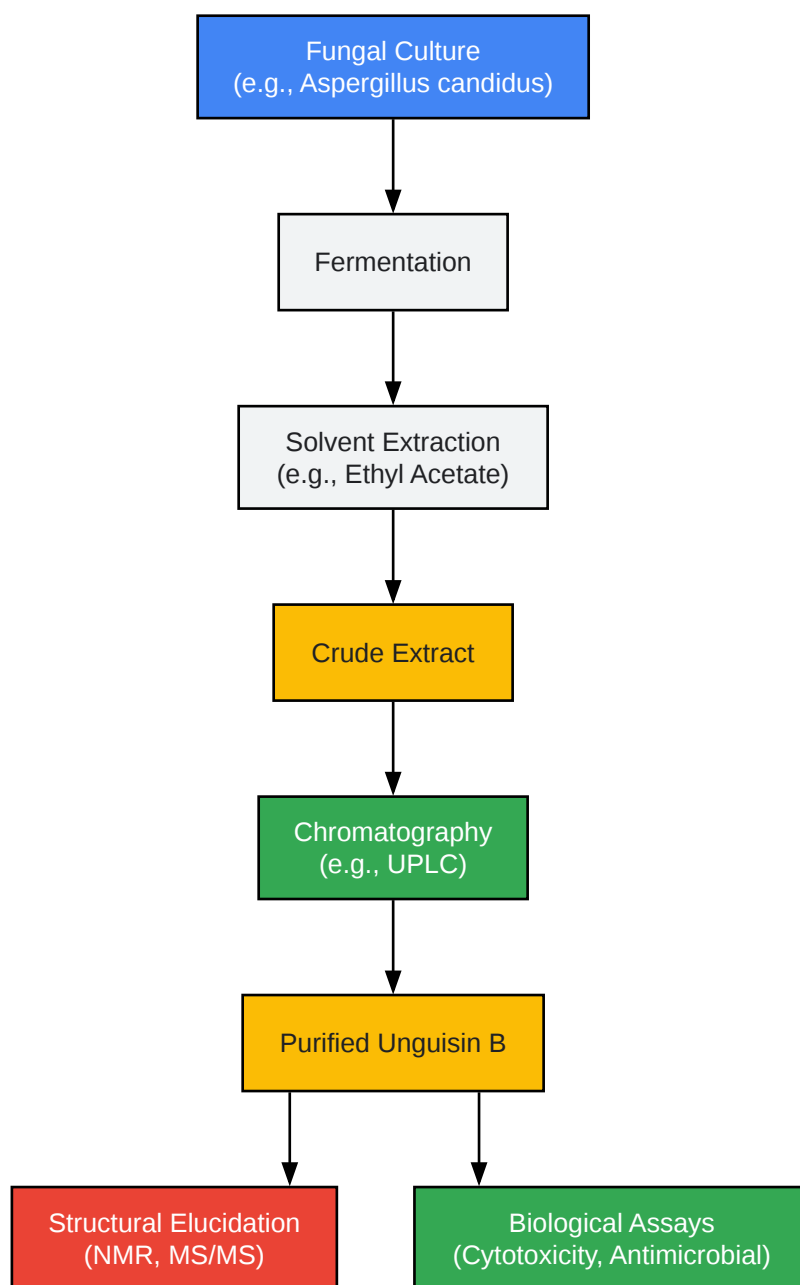 Fungal Culture
(e.g., Aspergillus candidus)
Fermentation
Solvent Extraction
(e.g., Ethyl Acetate)
Crude Extract
Chromatography
(e.g., UPLC)
Purified Unguisin B
Structural Elucidation
(NMR, MS/MS)
Biological Assays
(Cytotoxicity, Antimicrobial)